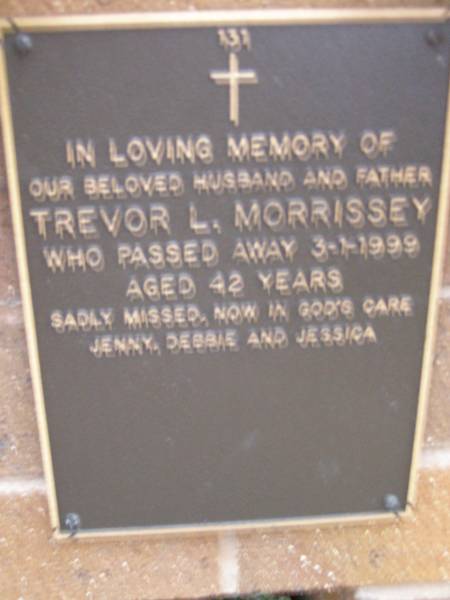 131
IN LOVING MEMORY OF
OUR BELOVED HUSBAND AND FATHER
TREVOR L. MORRISSEY
WHO PASSED AWAY 3-1-1999
AGED 42 YEARS
SADLY MISSED, NOW IN GOD'S CARE
JENNY, DEBBIE AND JESSICA